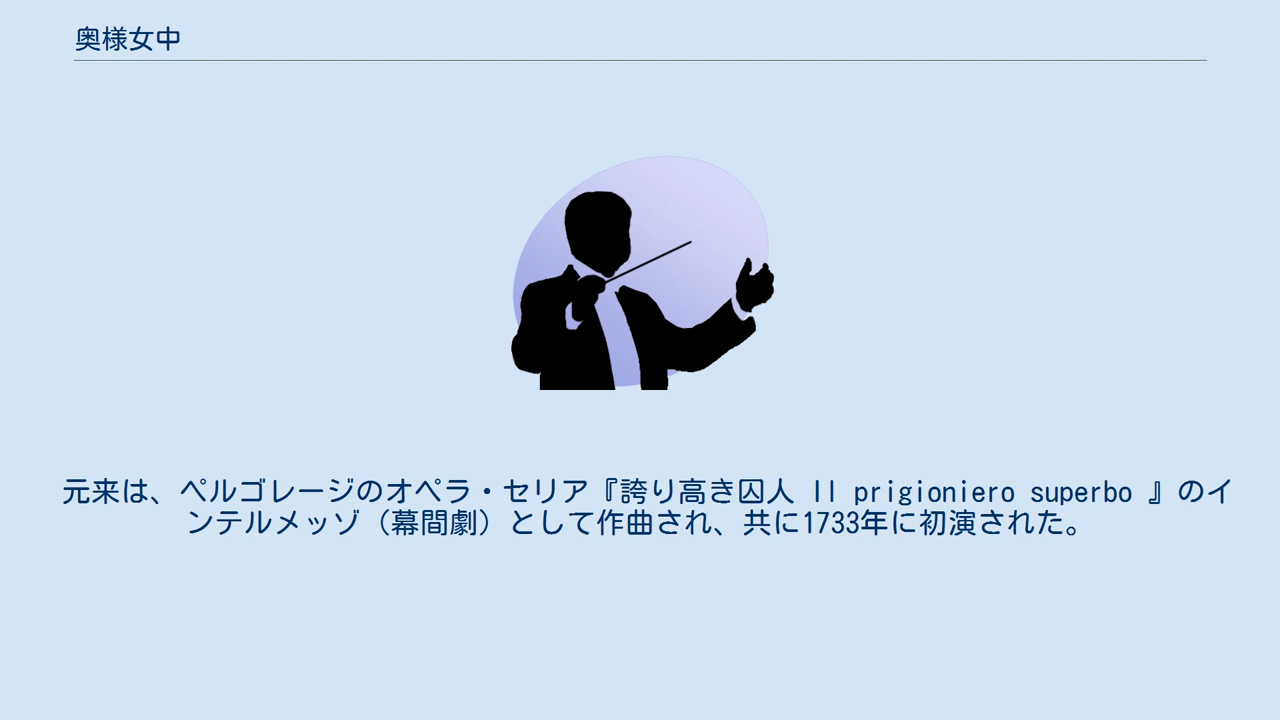 奥様女中
元来は、ペルゴレージのオペラ・セリア『誇り高き囚人 Il prigioniero superbo 』のイ
ンテルメッゾ（幕間劇）として作曲され、共に1733年に初演された。